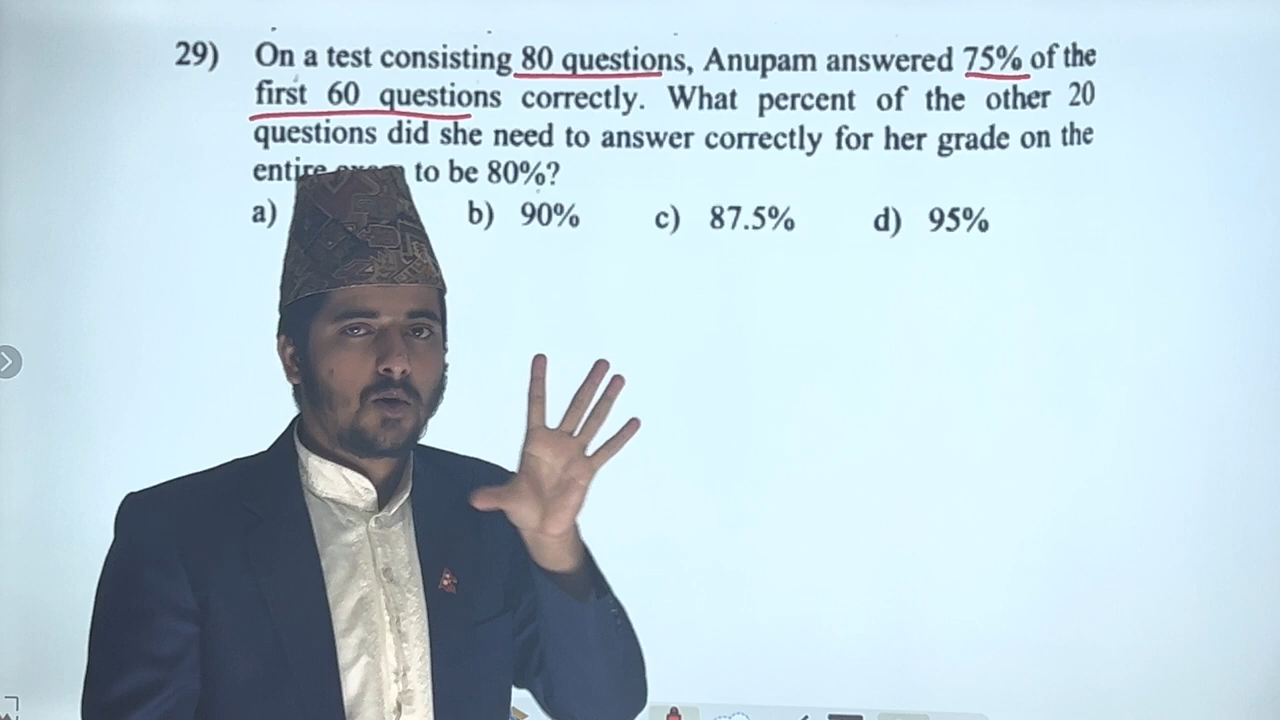 29) On a test consisting 80 questions, Anupam answered 75% of the
first 60 questions correctly. What percent of the other 20
questions did she need to answer correctly for her grade on the
entire to be 80%?
a) b) 90% c) 87.5% d) 95%